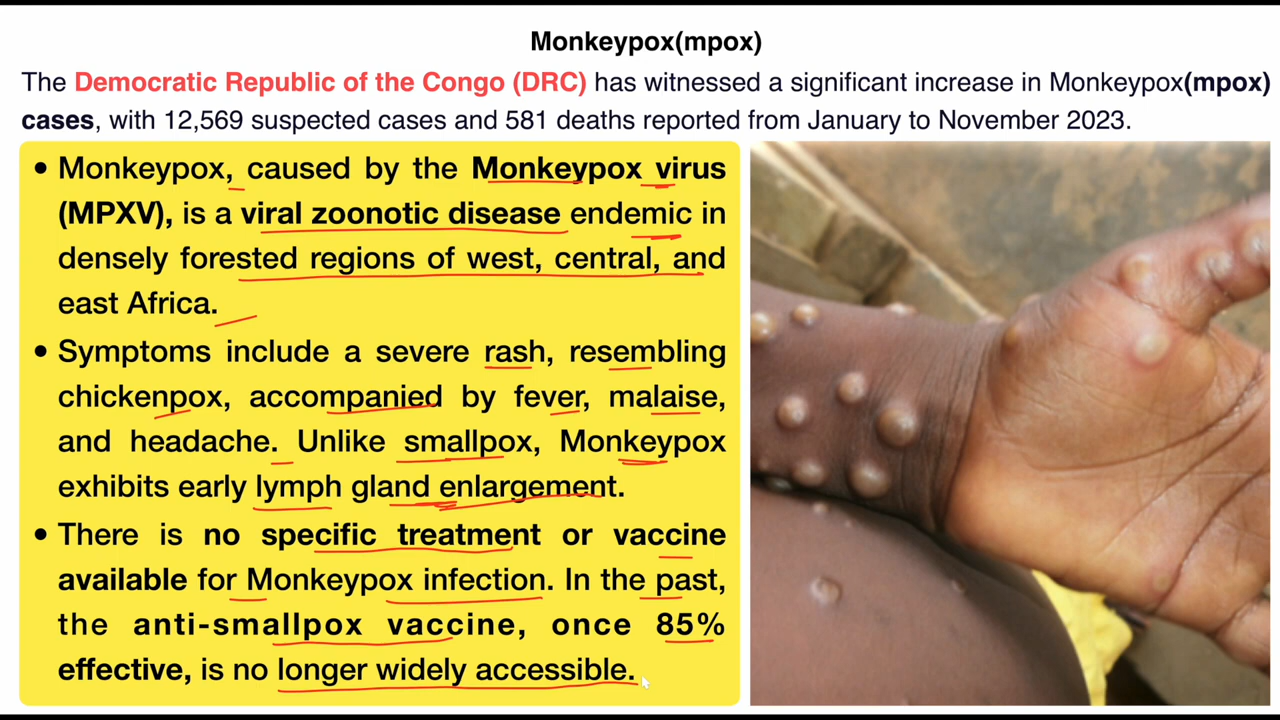 Monkeypox(mpox)
The Democratic Republic of the Congo (DRC) has witnessed a significant increase in Monkeypox(mpox)
cases, with 12,569 suspected cases and 581 deaths reported from January to November 2023.
• Monkeypox, caused by the Monkeypox virus
(MPXV), is a viral zoonotic disease endemic in
densely forested regions of west, central, and
east Africa.
• Symptoms include a severe rash, resembling
chickenpox, accompanied by fever, malaise,
and headache. Unlike smallpox, Monkeypox
exhibits early lymph gland enlargement.
• There is no specific treatment or vaccine
available for Monkeypox infection. In the past,
the anti-smallpox vaccine, once 85%
effective, is no longer widely accessible.